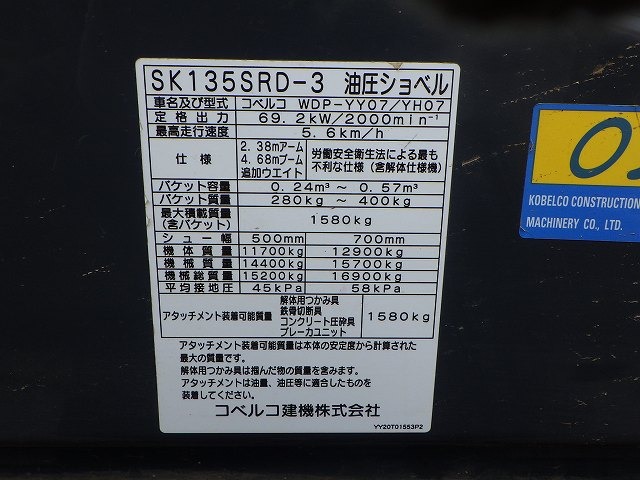 SK135SRD-3 油圧ショベル
車名及び型式 コベルコ WDP-YY07/YH07
定格出力 69.2kW/2000min⁻¹
最高走行速度 5.6km/h
仕様 2.38mアーム 4.68mブーム 追加ウエイト 労働安全衛生法による最も不利な仕様(含解体仕様機)
バケット容量 0.24m³ ~ 0.57m³
バケット質量 280kg ~ 400kg
最大積載質量(含バケット) 1580kg
シュー幅 500mm 700mm
機体質量 11700kg 12900kg
機械質量 14400kg 15700kg
機械総質量 15200kg 16900kg
平均接地圧 45kPa 58kPa
アタッチメント装着可能質量 解体用つかみ具 鉄骨切断具 コンクリート圧砕具 ブレーカユニット 1580kg
アタッチメント装着可能質量は本体の安定度から計算された
最大の質量です。
解体用つかみ具は掴んだ物の質量を含みます。
アタッチメントは油量、油圧等に適合したものを
装着してください。
コベルコ建機株式会社
YY20T01553P2
KOBELCO CONSTRUCTION
MACHINERY CO., LTD.